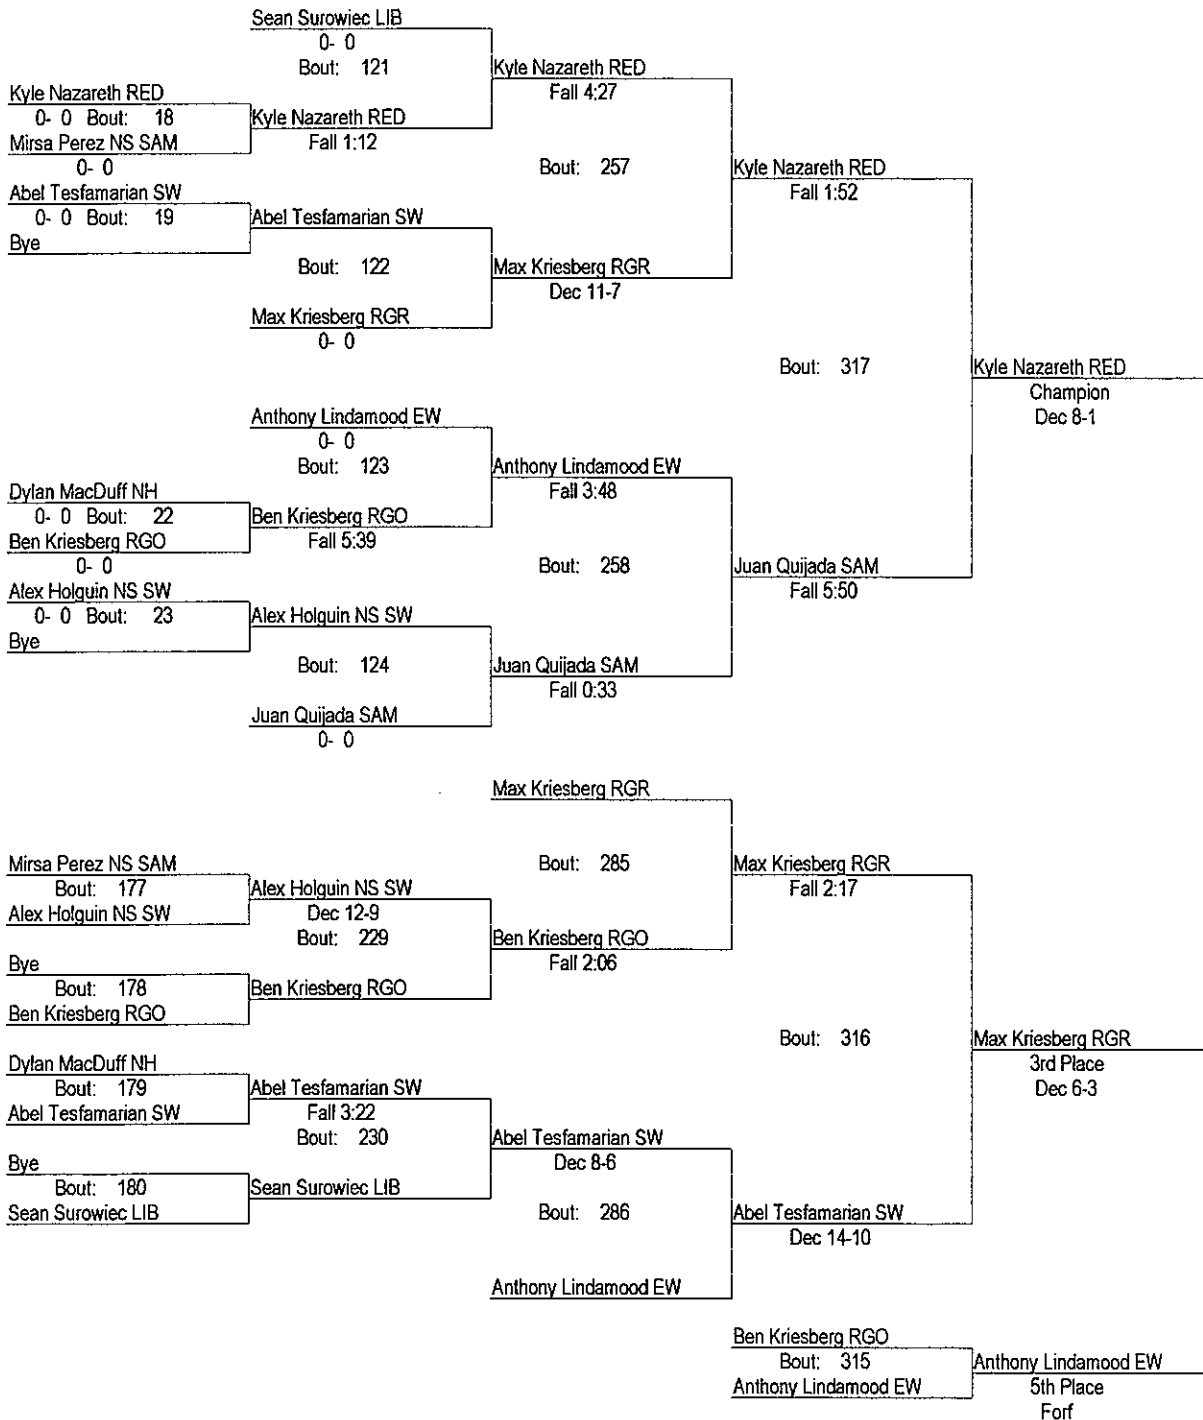 Sean Surowiec LIB
0- 0
Bout: 121
Kyle Nazareth RED
Fall 4:27
Kyle Nazareth RED
0- 0 Bout: 18
Mirsa Perez NS SAM
0- 0
Kyle Nazareth RED
Fall 1:12
Bout: 257
Kyle Nazareth RED
Fall 1:52
Abel Tesfamarian SW
0- 0 Bout: 19
Bye
Abel Tesfamarian SW
Bout: 122
Max Kriesberg RGR
Dec 11-7
Max Kriesberg RGR
0- 0
Bout: 317
Kyle Nazareth RED
Champion
Dec 8-1
Anthony Lindamood EW
0- 0
Bout: 123
Anthony Lindamood EW
Fall 3:48
Dylan MacDuff NH
0- 0 Bout: 22
Ben Kriesberg RGO
0- 0
Ben Kriesberg RGO
Fall 5:39
Bout: 258
Juan Quijada SAM
Fall 5:50
Alex Holguin NS SW
0- 0 Bout: 23
Bye
Alex Holguin NS SW
Bout: 124
Juan Quijada SAM
Fall 0:33
Juan Quijada SAM
0- 0
Max Kriesberg RGR
Bout: 285
Max Kriesberg RGR
Fall 2:17
Mirsa Perez NS SAM
Bout: 177
Alex Holguin NS SW
Alex Holguin NS SW
Dec 12-9
Bout: 229
Ben Kriesberg RGO
Fall 2:06
Bye
Bout: 178
Ben Kriesberg RGO
Ben Kriesberg RGO
Bout: 316
Max Kriesberg RGR
3rd Place
Dec 6-3
Dylan MacDuff NH
Bout: 179
Abel Tesfamarian SW
Abel Tesfamarian SW
Fall 3:22
Bout: 230
Abel Tesfamarian SW
Dec 8-6
Bye
Bout: 180
Sean Surowiec LIB
Sean Surowiec LIB
Bout: 286
Abel Tesfamarian SW
Dec 14-10
Anthony Lindamood EW
Ben Kriesberg RGO
Bout: 315
Anthony Lindamood EW
Anthony Lindamood EW
5th Place
Forf